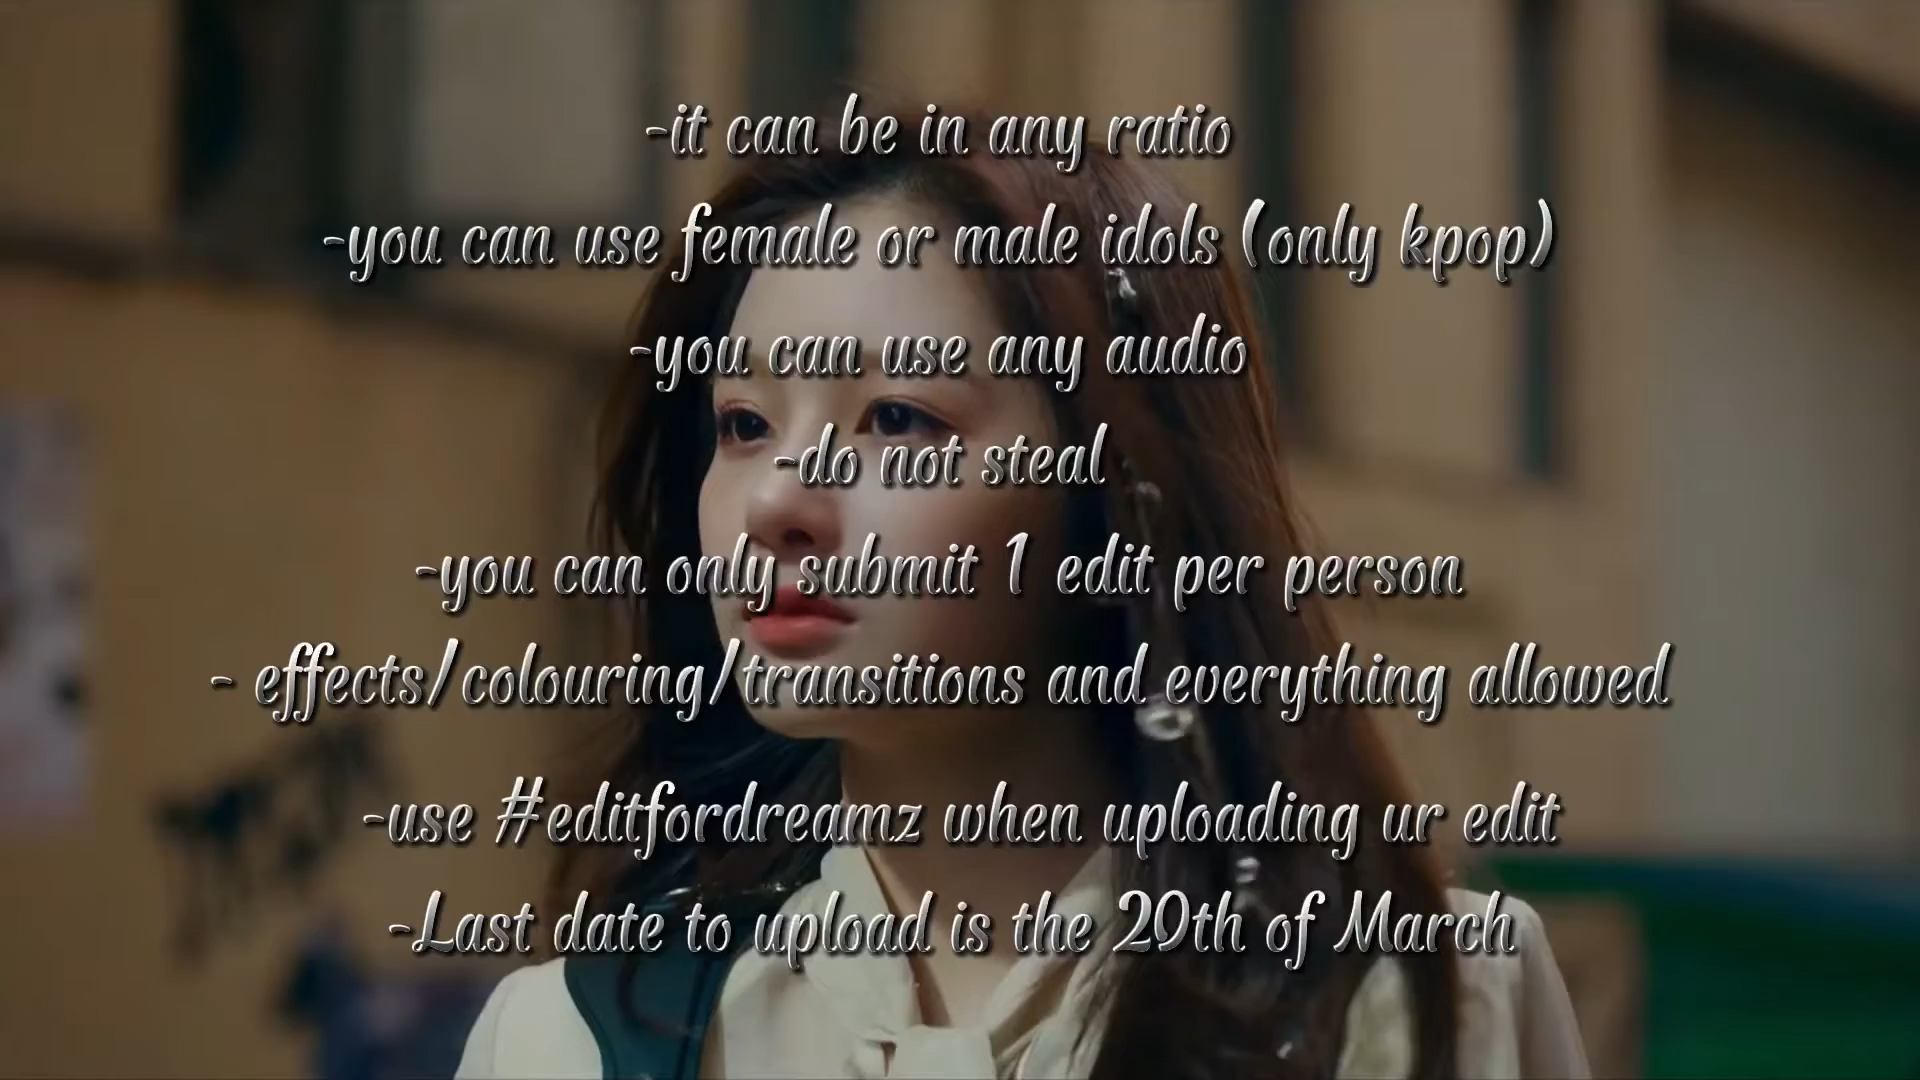 -it can be in any ratio
-you can use female or male idols (only kpop)
-you can use any audio
-do not steal
-you can only submit 1 edit per person
- effects/colouring/transitions and everything allowed
-use #editfordreamz when uploading ur edit
-Last date to upload is the 20th of March